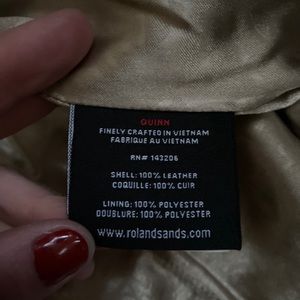 QUINN
FINELY CRAFTED IN VIETNAM
FABRIQUE AU VIETNAM
RN# 143206
SHELL: 100% LEATHER
COQUILLE: 100% CUIR
LINING: 100% POLYESTER
DOUBLURE: 100% POLYESTER
www.rolandsands.com